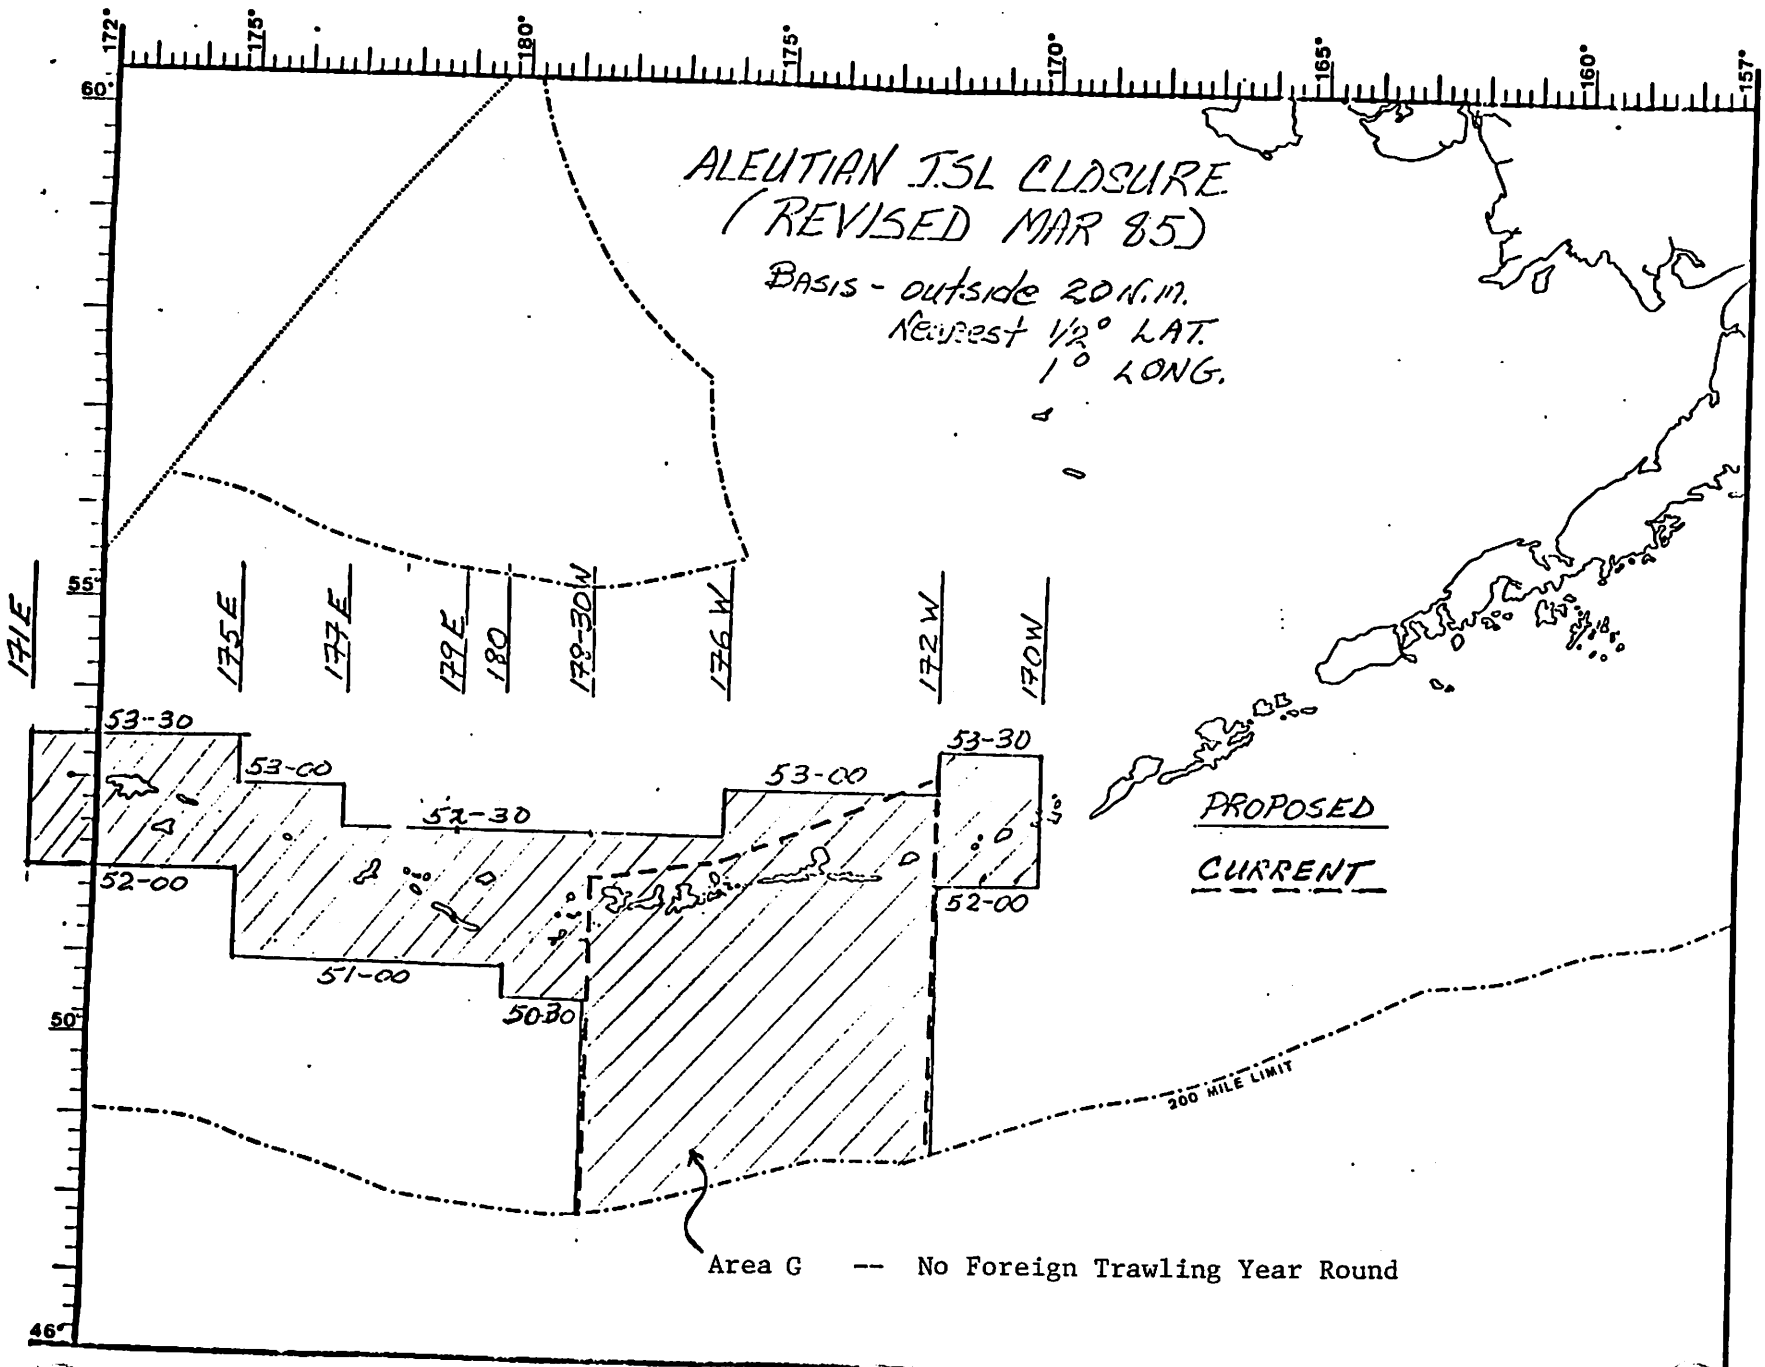 172° 175° 180° 175° 170° 165° 160° 157°
60°
ALEUTIAN ISL CLOSURE
(REVISED MAR 85)
BASIS - outside 20 N.M.
Nearest 1/2° LAT.
1° LONG.
55°
171E 175E 177E 179E 180 178-30W 176W 172W 170W
53-30
53-00
52-30
53-00
53-30
PROPOSED
CURRENT
52-00
52-00
51-00
50-30
50°
200 MILE LIMIT
Area G -- No Foreign Trawling Year Round
46°